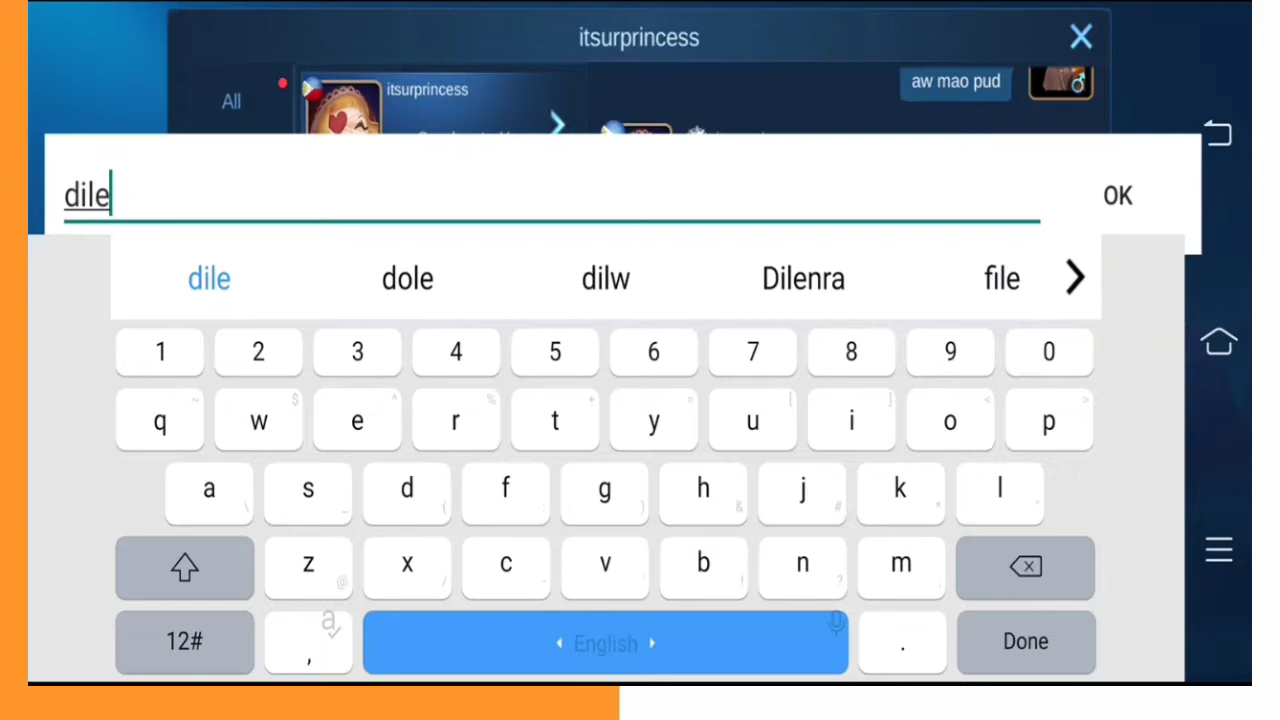 itsurprincess
All
itsurprincess
aw mao pud
dile
OK
dile dole dilw Dilenra file
1 2 3 4 5 6 7 8 9 0
q w e r t y u i o p
a s d f g h j k l
z x c v b n m
12# , English . Done